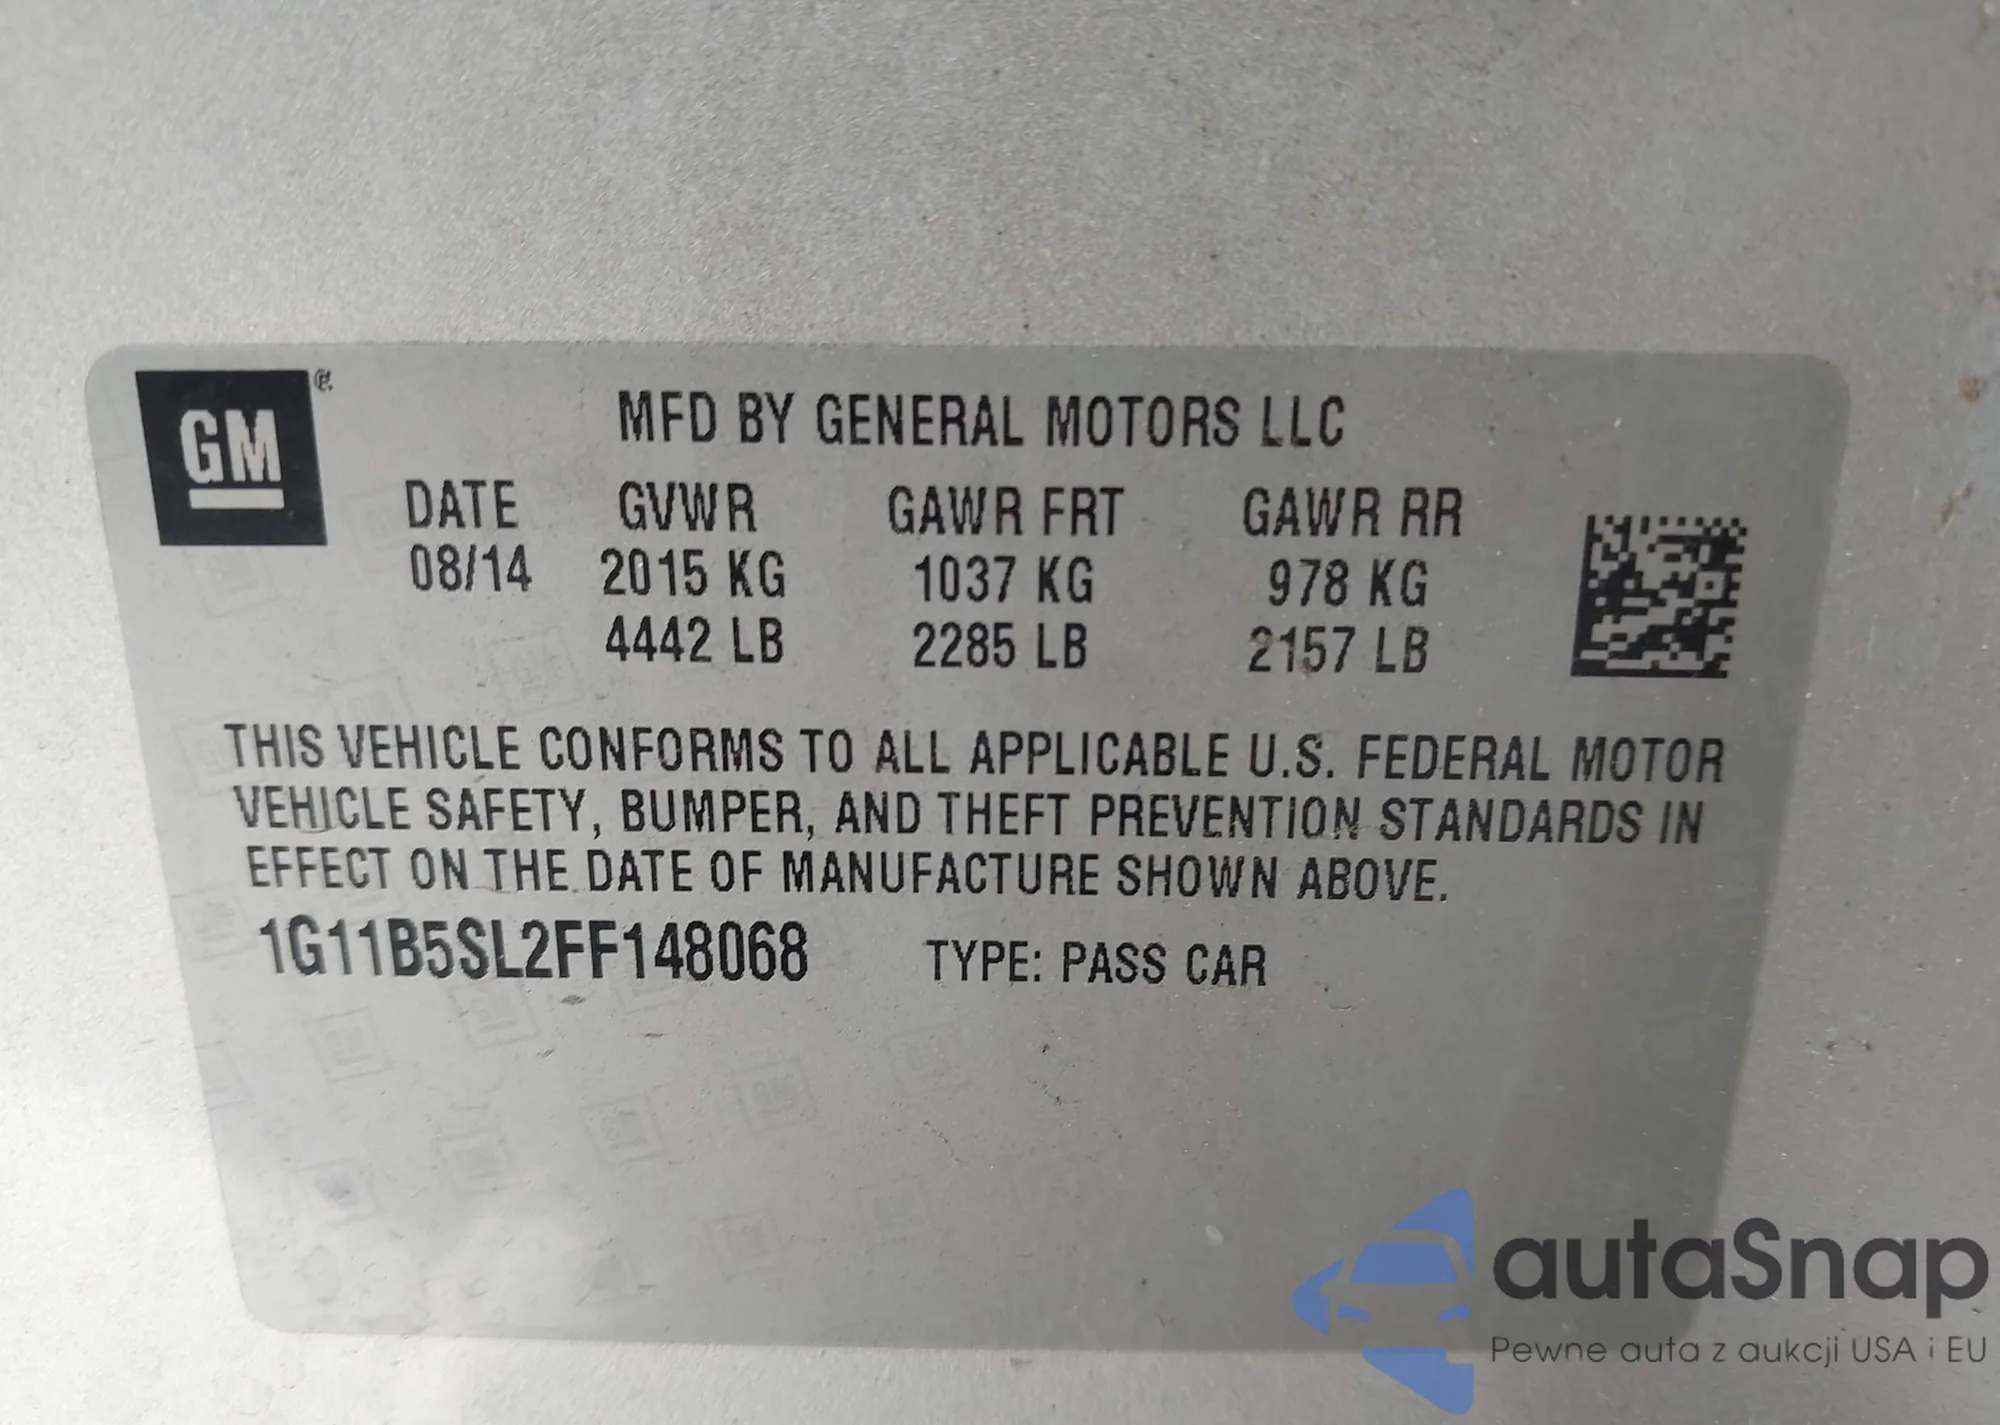 GM
MFD BY GENERAL MOTORS LLC
DATE GVWR GAWR FRT GAWR RR
08/14 2015 KG 1037 KG 978 KG
4442 LB 2285 LB 2157 LB
THIS VEHICLE CONFORMS TO ALL APPLICABLE U.S. FEDERAL MOTOR
VEHICLE SAFETY, BUMPER, AND THEFT PREVENTION STANDARDS IN
EFFECT ON THE DATE OF MANUFACTURE SHOWN ABOVE.
1G11B5SL2FF148068 TYPE: PASS CAR
autaSnap
Pewne auta z aukcji USA i EU